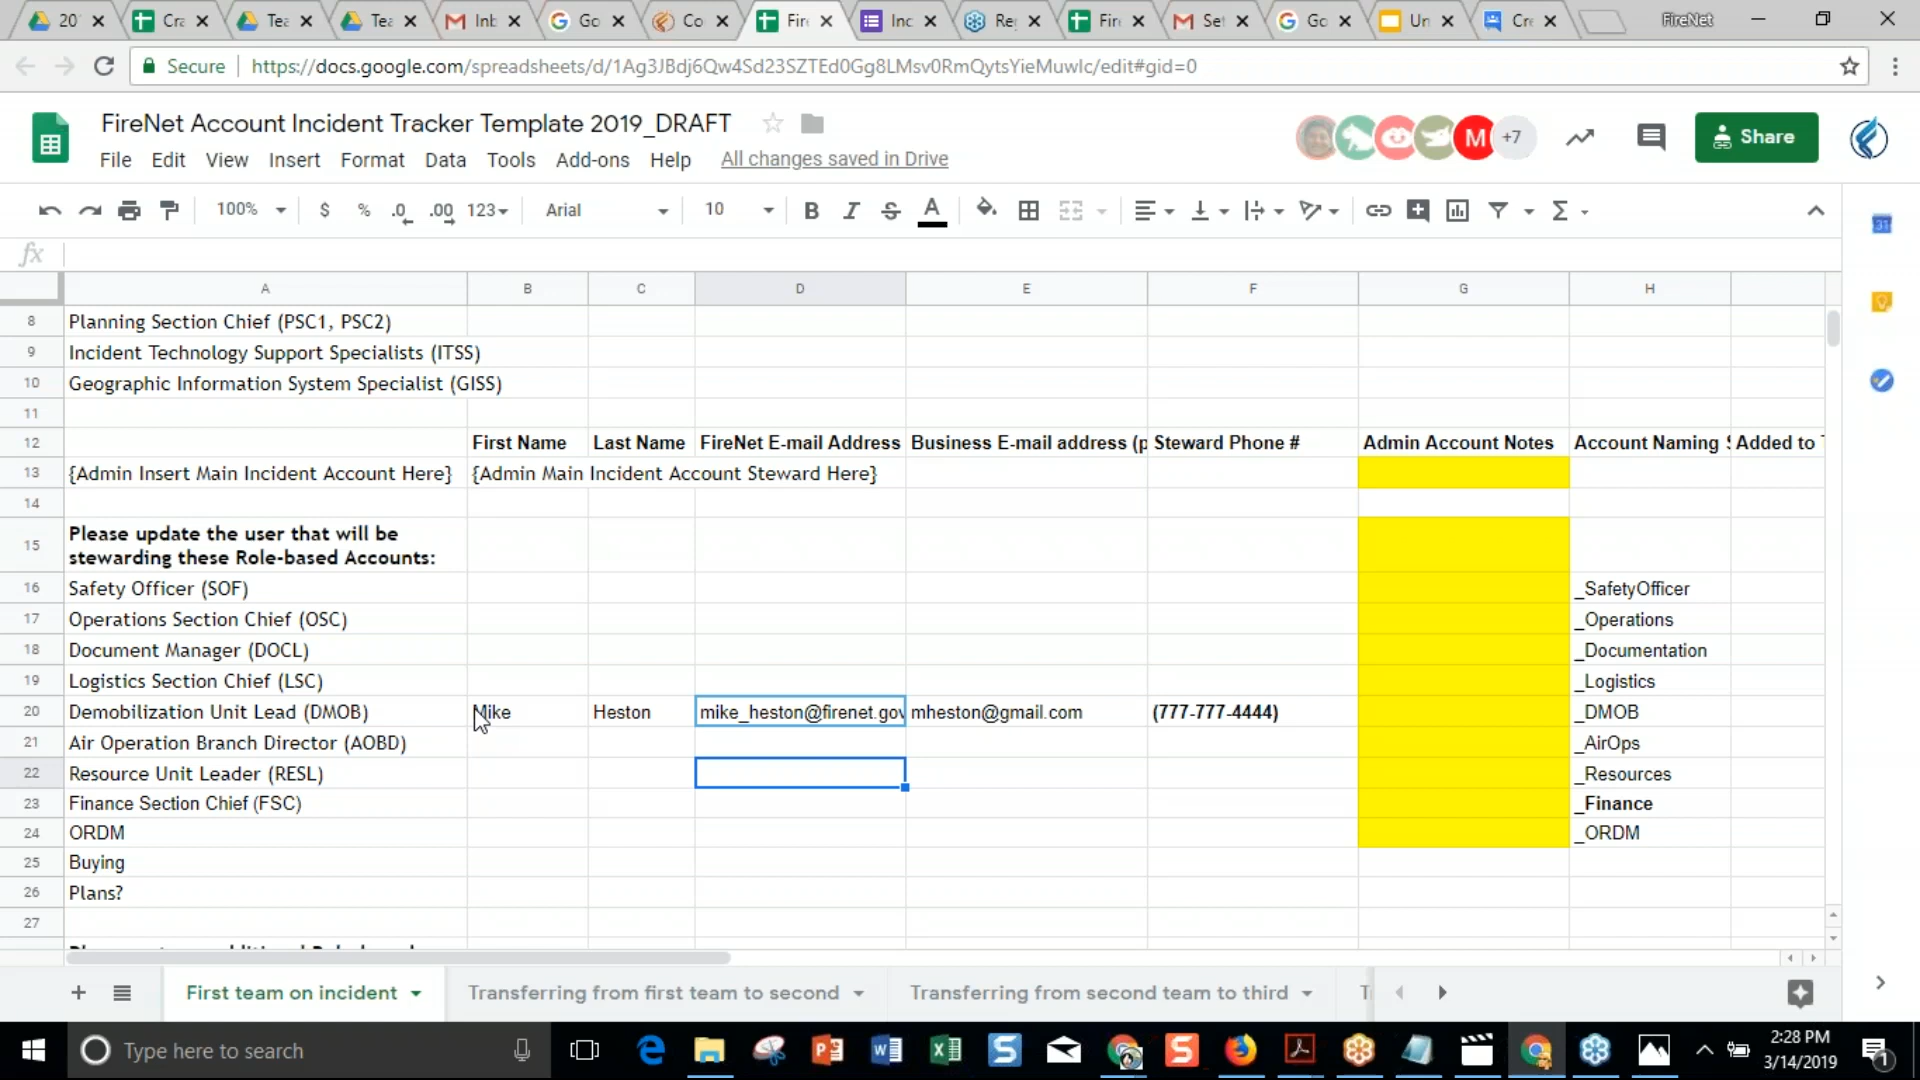 20
Cra
Tea
Tea
Inb
Go
Co
Fir
Inc
Re
Fir
Set
Go
Un
Cre
FireNet
Secure
https://docs.google.com/spreadsheets/d/1Ag3JBdj6Qw4Sd23SZTEd0Gg8LMsv0RmQytsYieMuwIc/edit#gid=0
FireNet Account Incident Tracker Template 2019_DRAFT
M +7
Share
File Edit View Insert Format Data Tools Add-ons Help All changes saved in Drive
100% $ % .0 .00 123 Arial 10 B I S A Σ
31
fx
A B C D E F G H
8 Planning Section Chief (PSC1, PSC2)
9 Incident Technology Support Specialists (ITSS)
10 Geographic Information System Specialist (GISS)
11
12 First Name Last Name FireNet E-mail Address Business E-mail address (p Steward Phone # Admin Account Notes Account Naming Added to
13 {Admin Insert Main Incident Account Here} {Admin Main Incident Account Steward Here}
14
15 Please update the user that will be
stewarding these Role-based Accounts:
16 Safety Officer (SOF) _SafetyOfficer
17 Operations Section Chief (OSC) _Operations
18 Document Manager (DOCL) _Documentation
19 Logistics Section Chief (LSC) _Logistics
20 Demobilization Unit Lead (DMOB) Mike Heston mike_heston@firenet.gov mheston@gmail.com (777-777-4444) _DMOB
21 Air Operation Branch Director (AOBD) _AirOps
22 Resource Unit Leader (RESL) _Resources
23 Finance Section Chief (FSC) _Finance
24 ORDM _ORDM
25 Buying
26 Plans?
27
First team on incident Transferring from first team to second Transferring from second team to third
Type here to search
2:28 PM
3/14/2019
1